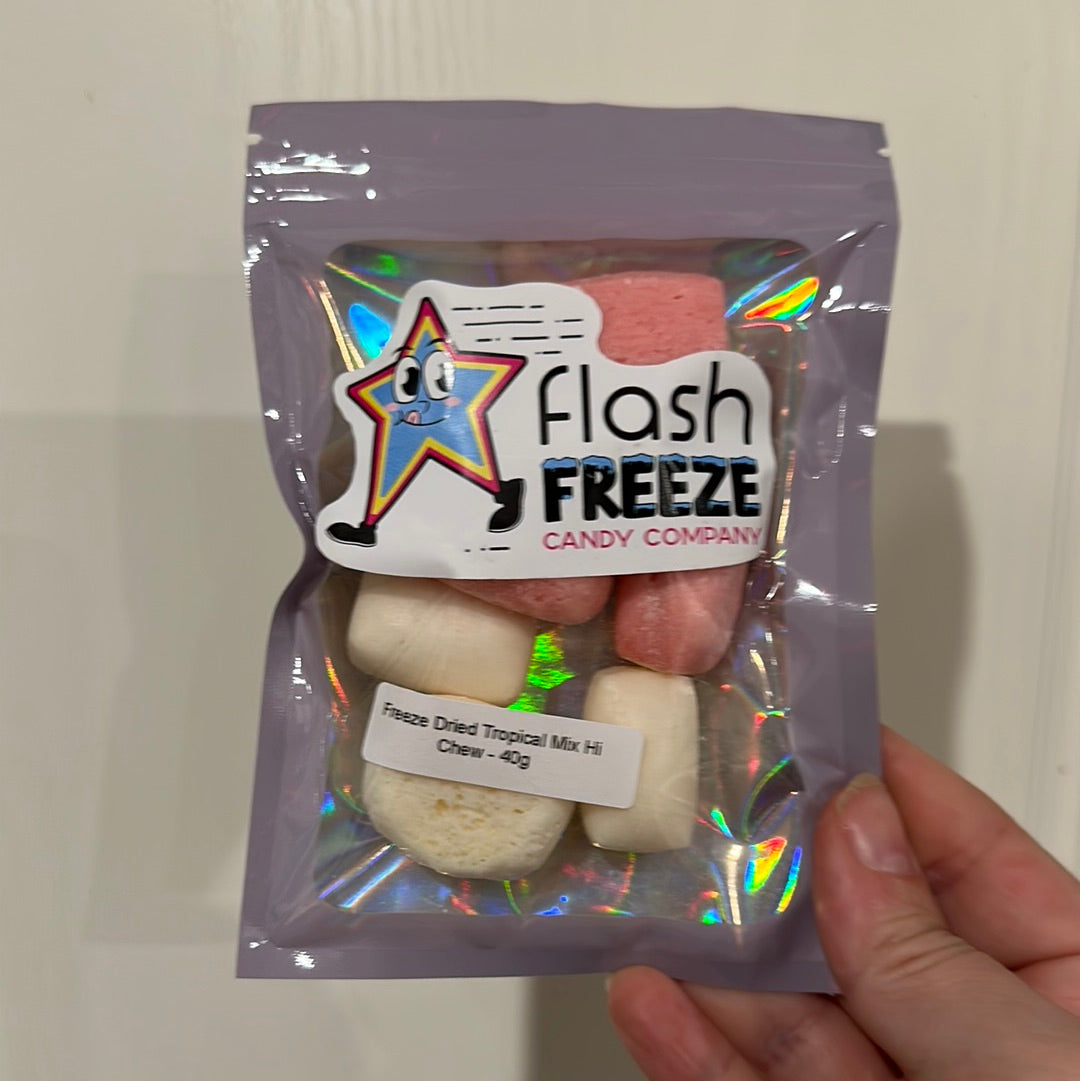 flash
FREEZE
CANDY COMPANY
Freeze Dried Tropical Mix Hi
Chew - 40g